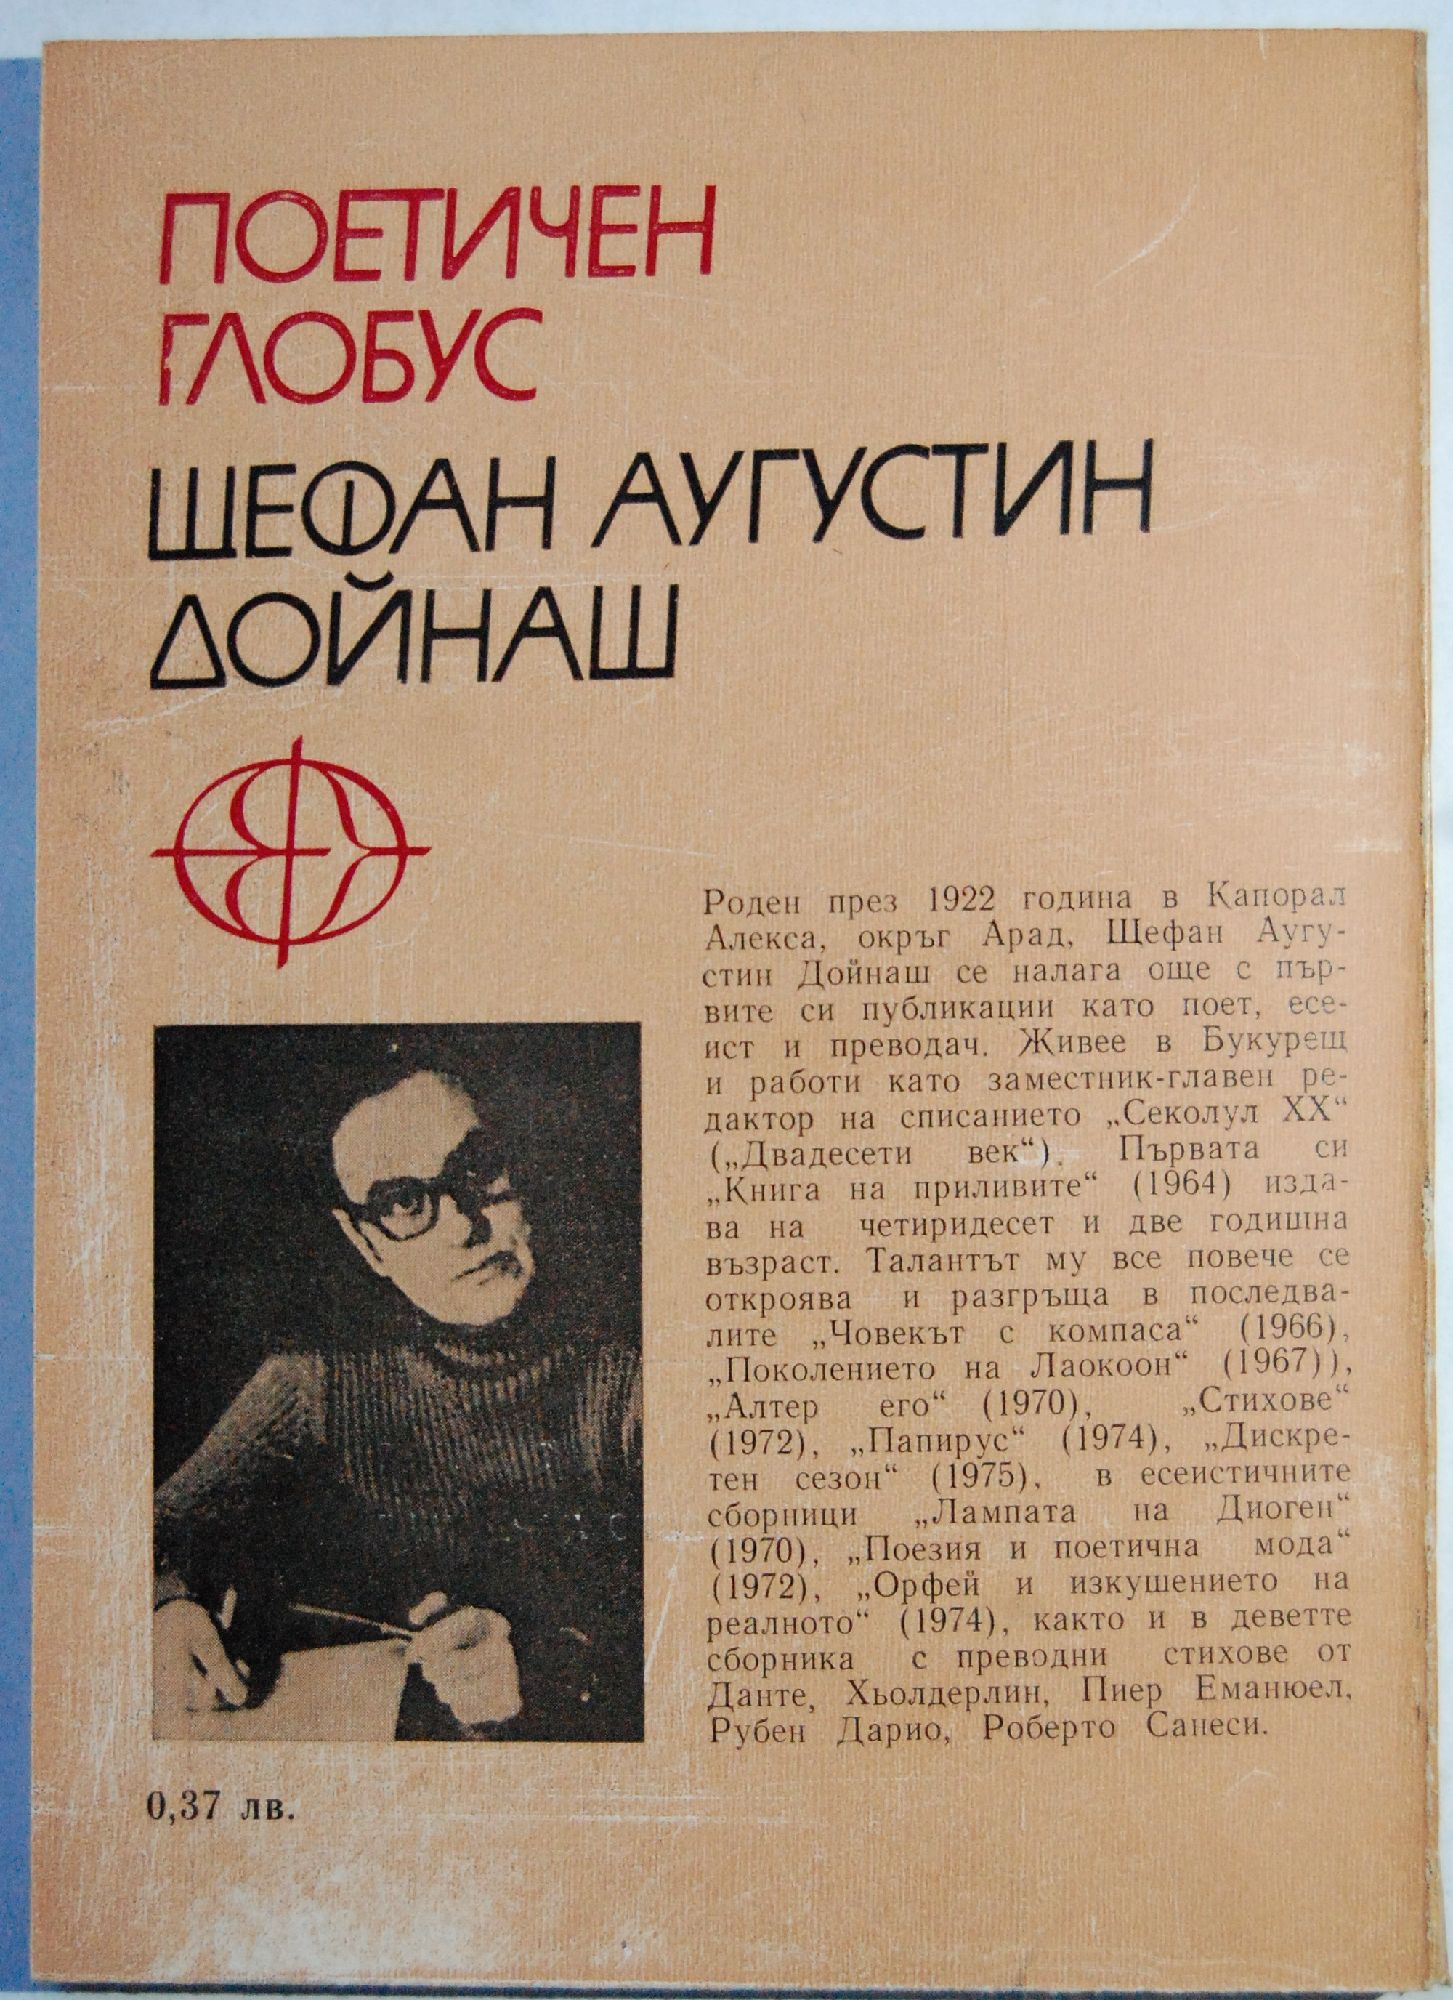 ПОЕТИЧЕН
ГЛОБУС
ЩЕФАН АУГУСТИН
ДОЙНАШ
Роден през 1922 година в Капорал
Алекса, окръг Арад, Щефан Аугу-
стин Дойнаш се налага още с пър-
вите си публикации като поет, есе-
ист и преводач. Живее в Букурещ
и работи като заместник-главен ре-
дактор на списанието „Секолул XX“
(„Двадесети век“). Първата си
„Книга на приливите“ (1964) изда-
ва на четиридесет и две годишна
възраст. Талантът му все повече се
откроява и разгръща в последва-
лите „Човекът с компаса“ (1966),
„Поколението на Лаокоон“ (1967)),
„Алтер его“ (1970), „Стихове“
(1972), „Папирус“ (1974), „Дискре-
тен сезон“ (1975), в есеистичните
сборници „Лампата на Диоген“
(1970), „Поезия и поетична мода“
(1972), „Орфей и изкушението на
реалното“ (1974), както и в деветте
сборника с преводни стихове от
Данте, Хьолдерлин, Пиер Еманюел,
Рубен Дарио, Роберто Санеси.
0,37 лв.